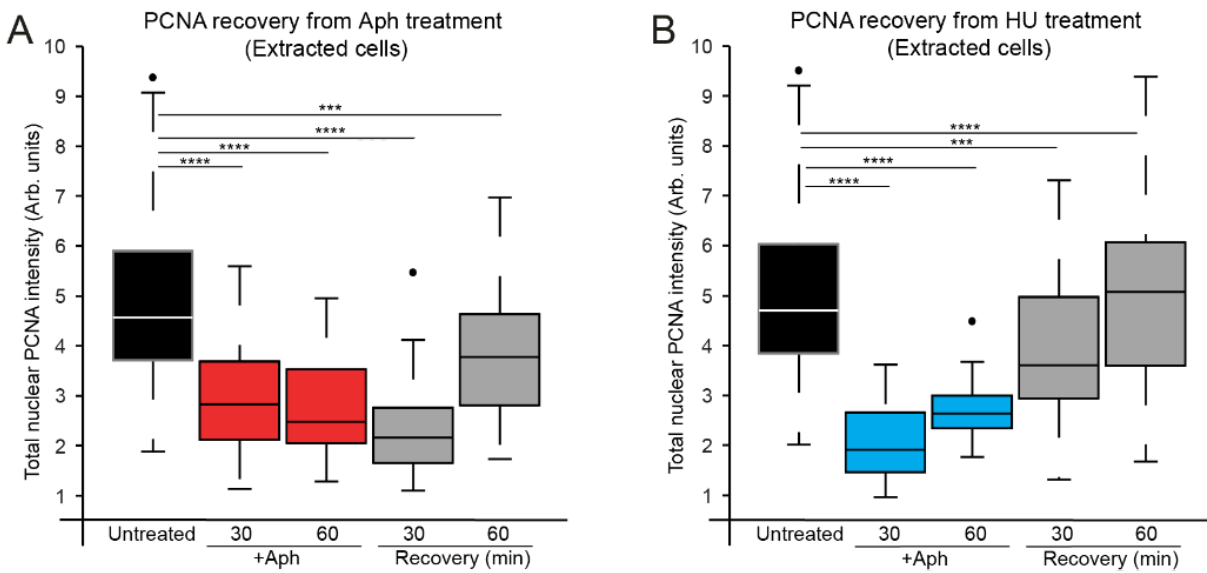 A
PCNA recovery from Aph treatment
(Extracted cells)
Total nuclear PCNA intensity (Arb. units)
10
9
8
7
6
5
4
3
2
1
***
****
****
****
Untreated
30
60
30
60
+Aph
Recovery (min)
B
PCNA recovery from HU treatment
(Extracted cells)
Total nuclear PCNA intensity (Arb. units)
10
9
8
7
6
5
4
3
2
1
****
***
****
****
Untreated
30
60
30
60
+Aph
Recovery (min)